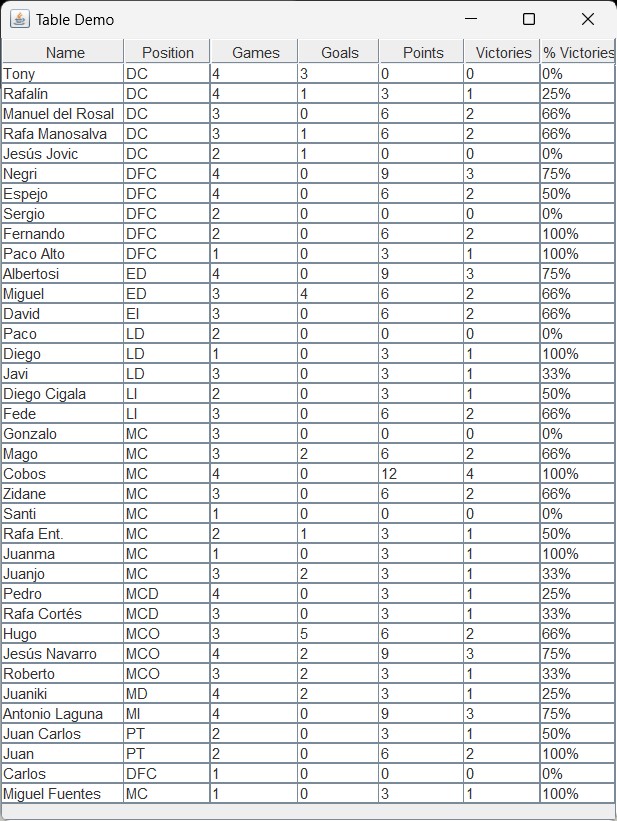 Table Demo
Name Position Games Goals Points Victories % Victories
Tony DC 4 3 0 0 0%
Rafalín DC 4 1 3 1 25%
Manuel del Rosal DC 3 0 6 2 66%
Rafa Manosalva DC 3 1 6 2 66%
Jesús Jovic DC 2 1 0 0 0%
Negri DFC 4 0 9 3 75%
Espejo DFC 4 0 6 2 50%
Sergio DFC 2 0 0 0 0%
Fernando DFC 2 0 6 2 100%
Paco Alto DFC 1 0 3 1 100%
Albertosi ED 4 0 9 3 75%
Miguel ED 3 4 6 2 66%
David EI 3 0 6 2 66%
Paco LD 2 0 0 0 0%
Diego LD 1 0 3 1 100%
Javi LD 3 0 3 1 33%
Diego Cigala LI 2 0 3 1 50%
Fede LI 3 0 6 2 66%
Gonzalo MC 3 0 0 0 0%
Mago MC 3 2 6 2 66%
Cobos MC 4 0 12 4 100%
Zidane MC 3 0 6 2 66%
Santi MC 1 0 0 0 0%
Rafa Ent. MC 2 1 3 1 50%
Juanma MC 1 0 3 1 100%
Juanjo MC 3 2 3 1 33%
Pedro MCD 4 0 3 1 25%
Rafa Cortés MCD 3 0 3 1 33%
Hugo MCO 3 5 6 2 66%
Jesús Navarro MCO 4 2 9 3 75%
Roberto MCO 3 2 3 1 33%
Juaniki MD 4 2 3 1 25%
Antonio Laguna MI 4 0 9 3 75%
Juan Carlos PT 2 0 3 1 50%
Juan PT 2 0 6 2 100%
Carlos DFC 1 0 0 0 0%
Miguel Fuentes MC 1 0 3 1 100%